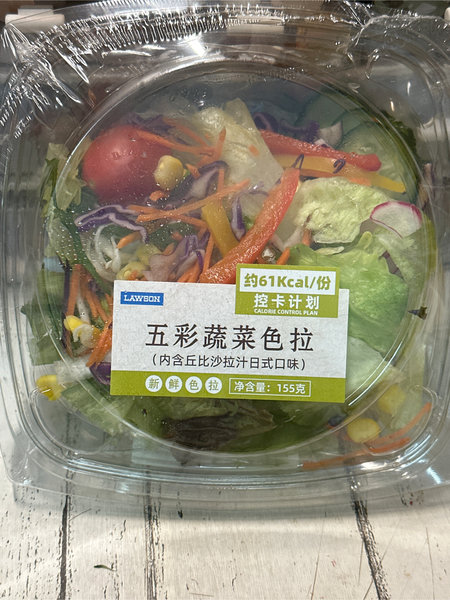 约61Kcal/份
控卡计划
CALORIE CONTROL PLAN
LAWSON
五彩蔬菜色拉
（内含丘比沙拉汁日式口味）
新鲜色拉 净含量：155克